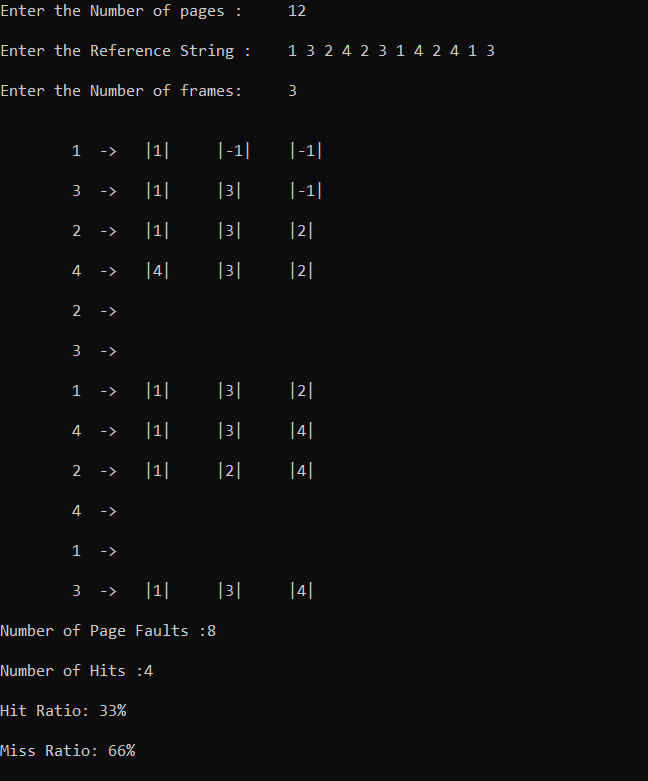 Enter the Number of pages :     12
Enter the Reference String :    1 3 2 4 2 3 1 4 2 4 1 3
Enter the Number of frames:     3
1  ->   |1|     |-1|    |-1|
3  ->   |1|     |3|     |-1|
2  ->   |1|     |3|     |2|
4  ->   |4|     |3|     |2|
2  ->
3  ->
1  ->   |1|     |3|     |2|
4  ->   |1|     |3|     |4|
2  ->   |1|     |2|     |4|
4  ->
1  ->
3  ->   |1|     |3|     |4|
Number of Page Faults :8
Number of Hits :4
Hit Ratio: 33%
Miss Ratio: 66%